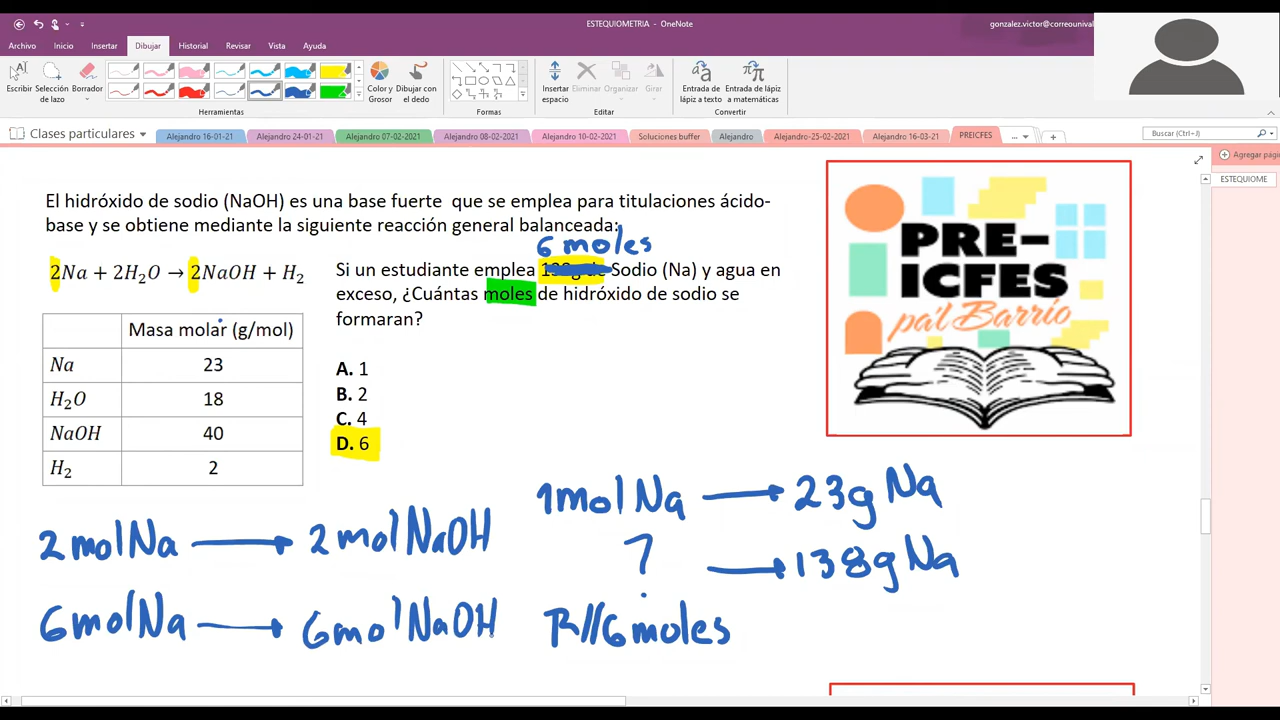 ESTEQUIOMETRIA - OneNote
gonzalez.victor@correounival
Archivo Inicio Insertar Dibujar Historial Revisar Vista Ayuda
Escribir Selección de lazo Borrador Color y Grosor Dibujar con el dedo Insertar espacio Eliminar Organizar Girar Entrada de lápiz a texto Entrada de lápiz a matemáticas
Herramientas Formas Editar Convertir
Clases particulares Alejandro 16-01-21 Alejandro 24-01-21 Alejandro 07-02-2021 Alejandro 08-02-2021 Alejandro 10-02-2021 Soluciones buffer Alejandro Alejandro-25-02-2021 Alejandro 16-03-21 PREICFES ... Buscar (Ctrl+J)
Agregar pági
ESTEQUIOME
El hidróxido de sodio (NaOH) es una base fuerte que se emplea para titulaciones ácido-
base y se obtiene mediante la siguiente reacción general balanceada:
6 moles
2Na + 2H₂O → 2NaOH + H₂
Si un estudiante emplea 138g de Sodio (Na) y agua en
exceso, ¿Cuántas moles de hidróxido de sodio se
formaran?
Masa molar (g/mol)
Na 23
H₂O 18
NaOH 40
H₂ 2
A. 1
B. 2
C. 4
D. 6
PRE-
ICFES
pa'l Barrio
1mol Na → 23g Na
? → 138g Na
R//6moles
2molNa → 2molNaOH
6molNa → 6molNaOH